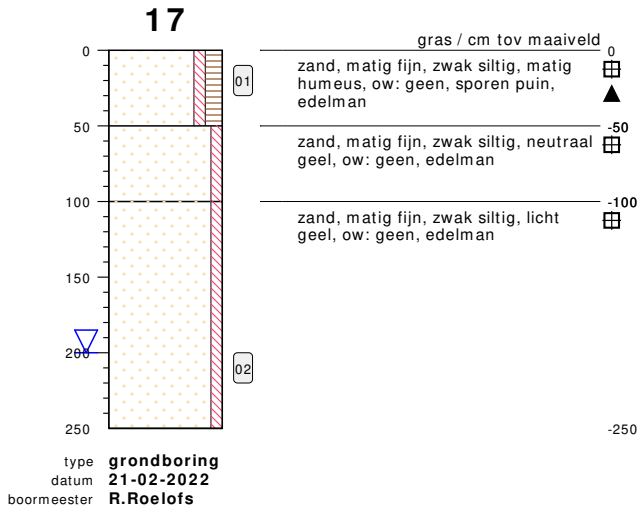 17
gras / cm tov maaiveld
0
0
zand, matig fijn, zwak siltig, matig
humeus, ow: geen, sporen puin,
edelman
01
50
-50
zand, matig fijn, zwak siltig, neutraal
geel, ow: geen, edelman
100
-100
zand, matig fijn, zwak siltig, licht
geel, ow: geen, edelman
150
200
02
250
-250
type grondboring
datum 21-02-2022
boormeester R.Roelofs